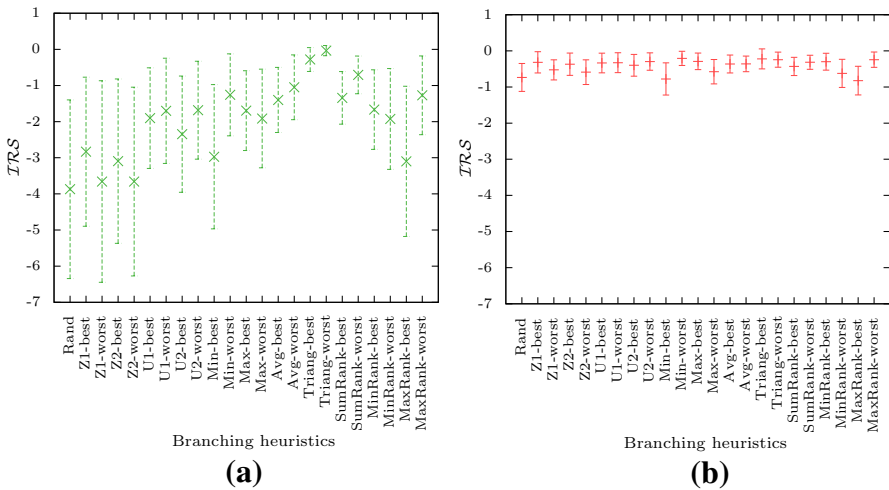 1
0
-1
-2
-3
-4
-5
-6
-7
IRS
Rand
Z1-best
Z1-worst
Z2-best
Z2-worst
U1-best
U1-worst
U2-best
U2-worst
Min-best
Min-worst
Max-best
Max-worst
Avg-best
Avg-worst
Triang-best
Triang-worst
SumRank-best
SumRank-worst
MinRank-best
MinRank-worst
MaxRank-best
MaxRank-worst
Branching heuristics
(a)
1
0
-1
-2
-3
-4
-5
-6
-7
IRS
Rand
Z1-best
Z1-worst
Z2-best
Z2-worst
U1-best
U1-worst
U2-best
U2-worst
Min-best
Min-worst
Max-best
Max-worst
Avg-best
Avg-worst
Triang-best
Triang-worst
SumRank-best
SumRank-worst
MinRank-best
MinRank-worst
MaxRank-best
MaxRank-worst
Branching heuristics
(b)